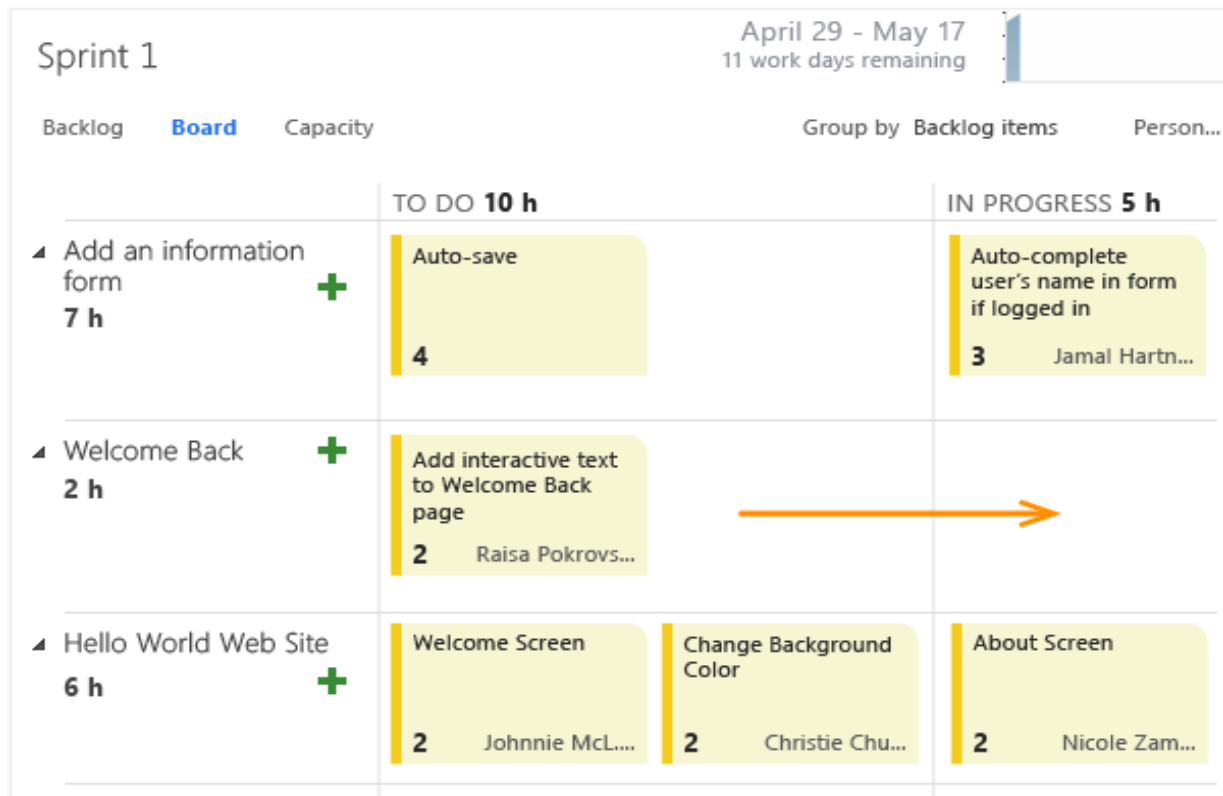 Sprint 1
April 29 - May 17
11 work days remaining
Backlog Board Capacity
Group by Backlog items Person...
TO DO 10 h
IN PROGRESS 5 h
Add an information
form
7 h
Auto-save
4
Auto-complete
user's name in form
if logged in
3 Jamal Hartn...
Welcome Back
2 h
Add interactive text
to Welcome Back
page
2 Raisa Pokrovs...
Hello World Web Site
6 h
Welcome Screen
2 Johnnie McL....
Change Background
Color
2 Christie Chu...
About Screen
2 Nicole Zam...